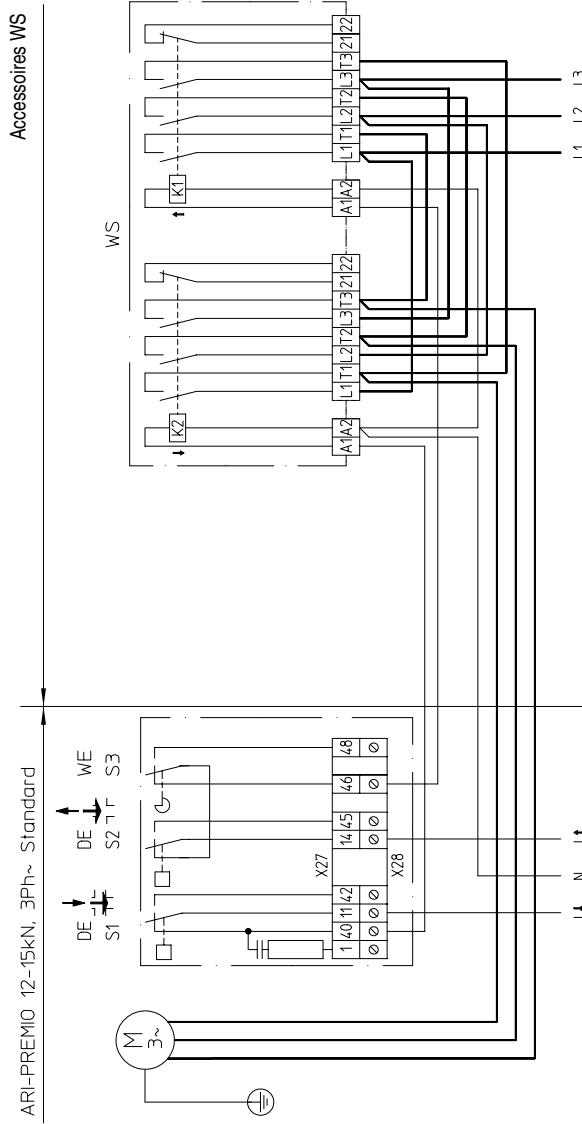 ARI-PREMIO 12-15kN, 3Ph~ Standard
Accessoires WS
DE DE WE
S1 S2 S3
WS
K2
K1
M
3~
1 40 11 42 14 45 46 48
X27
X28
A1 A2 L1 T1 L2 T2 L3 T3 21 22
A1 A2 L1 T1 L2 T2 L3 T3 21 22
N
L1 L2 L3